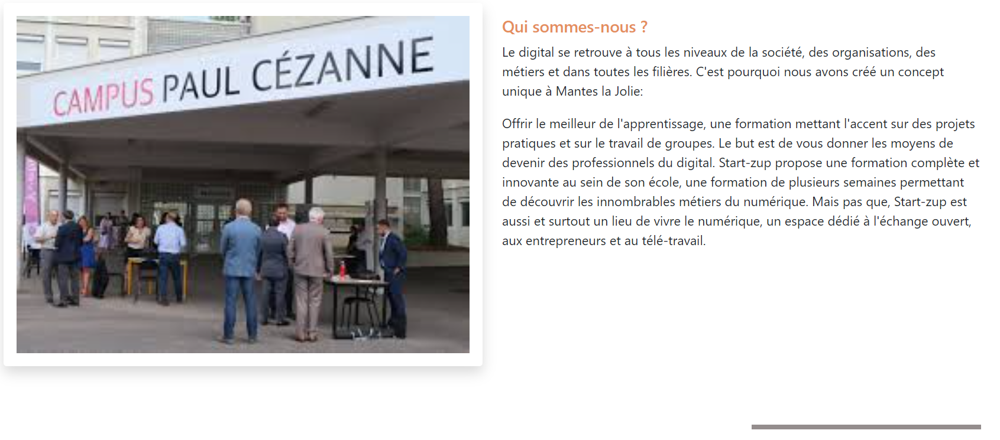 CAMPUS PAUL CÉZANNE
Qui sommes-nous ?
Le digital se retrouve à tous les niveaux de la société, des organisations, des
métiers et dans toutes les filières. C'est pourquoi nous avons créé un concept
unique à Mantes la Jolie:
Offrir le meilleur de l'apprentissage, une formation mettant l'accent sur des projets
pratiques et sur le travail de groupes. Le but est de vous donner les moyens de
devenir des professionnels du digital. Start-zup propose une formation complète et
innovante au sein de son école, une formation de plusieurs semaines permettant
de découvrir les innombrables métiers du numérique. Mais pas que, Start-zup est
aussi et surtout un lieu de vivre le numérique, un espace dédié à l'échange ouvert,
aux entrepreneurs et au télé-travail.